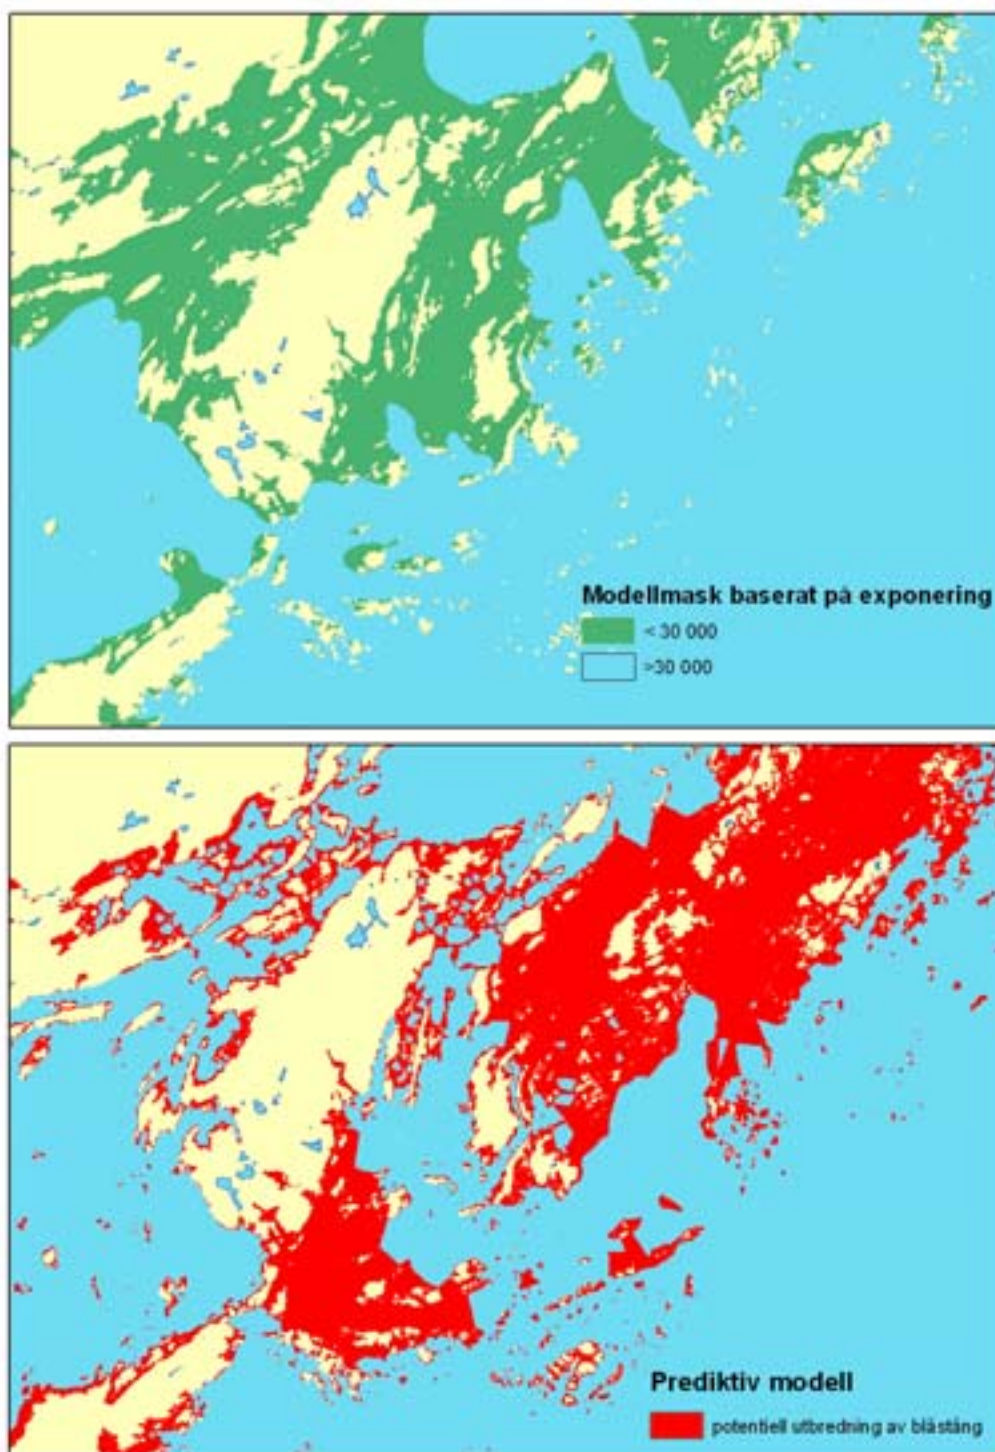 Modellmask baserat på exponering
< 30 000
>30 000
Prediktiv modell
potentiell utbredning av blåstång